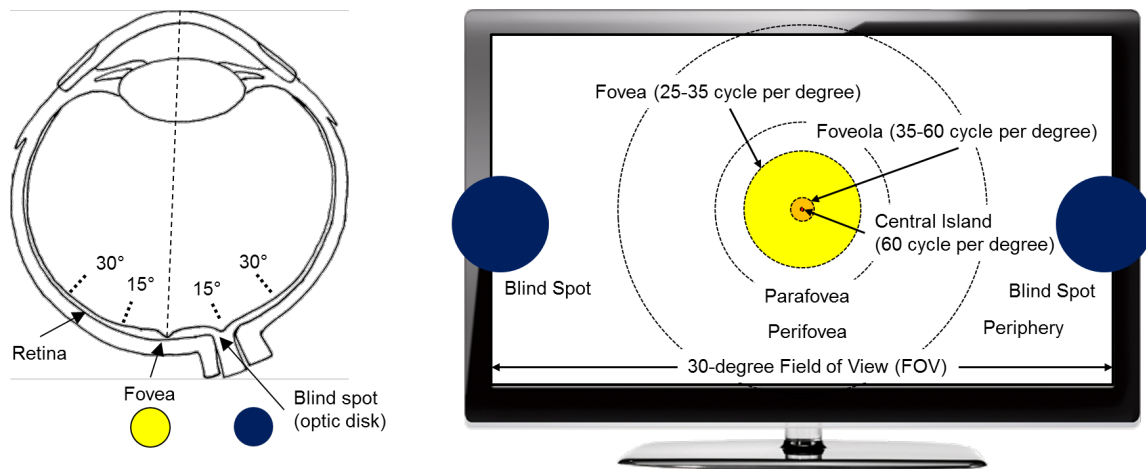 30°
15°
15°
30°
Retina
Fovea
Blind spot
(optic disk)
Fovea (25-35 cycle per degree)
Foveola (35-60 cycle per degree)
Central Island
(60 cycle per degree)
Blind Spot
Parafovea
Blind Spot
Perifovea
Periphery
30-degree Field of View (FOV)